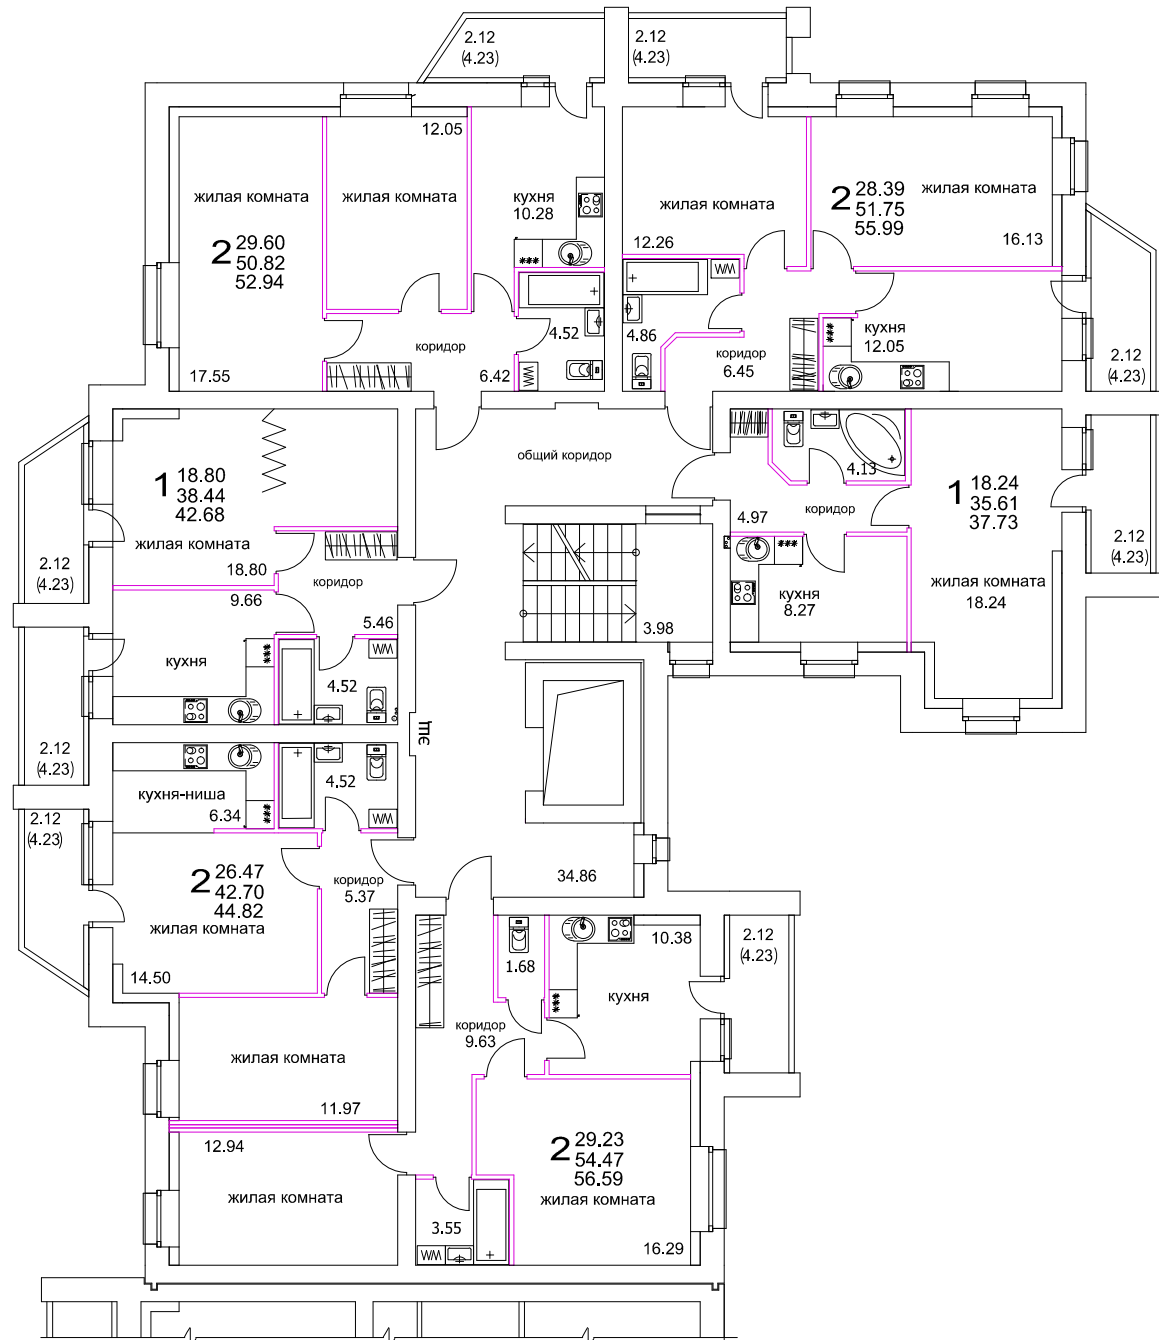 2.12
(4.23)
2.12
(4.23)
12.05
жилая комната
жилая комната
кухня
10.28
2 29.60
50.82
52.94
17.55
коридор
6.42
4.52
жилая комната
12.26
2 28.39
51.75
55.99
жилая комната
16.13
WM
4.86
коридор
6.45
кухня
12.05
2.12
(4.23)
общий коридор
1 18.80
38.44
42.68
жилая комната
18.80
2.12
(4.23)
коридор
5.46
9.66
кухня
4.52
WM
4.13
4.97
коридор
1 18.24
35.61
37.73
жилая комната
18.24
2.12
(4.23)
кухня
8.27
3.98
2.12
(4.23)
ЭЩ
кухня-ниша
6.34
4.52
WM
2.12
(4.23)
2 26.47
42.70
44.82
жилая комната
14.50
коридор
5.37
34.86
жилая комната
11.97
1.68
10.38
кухня
2.12
(4.23)
коридор
9.63
12.94
жилая комната
2 29.23
54.47
56.59
жилая комната
16.29
3.55
WM